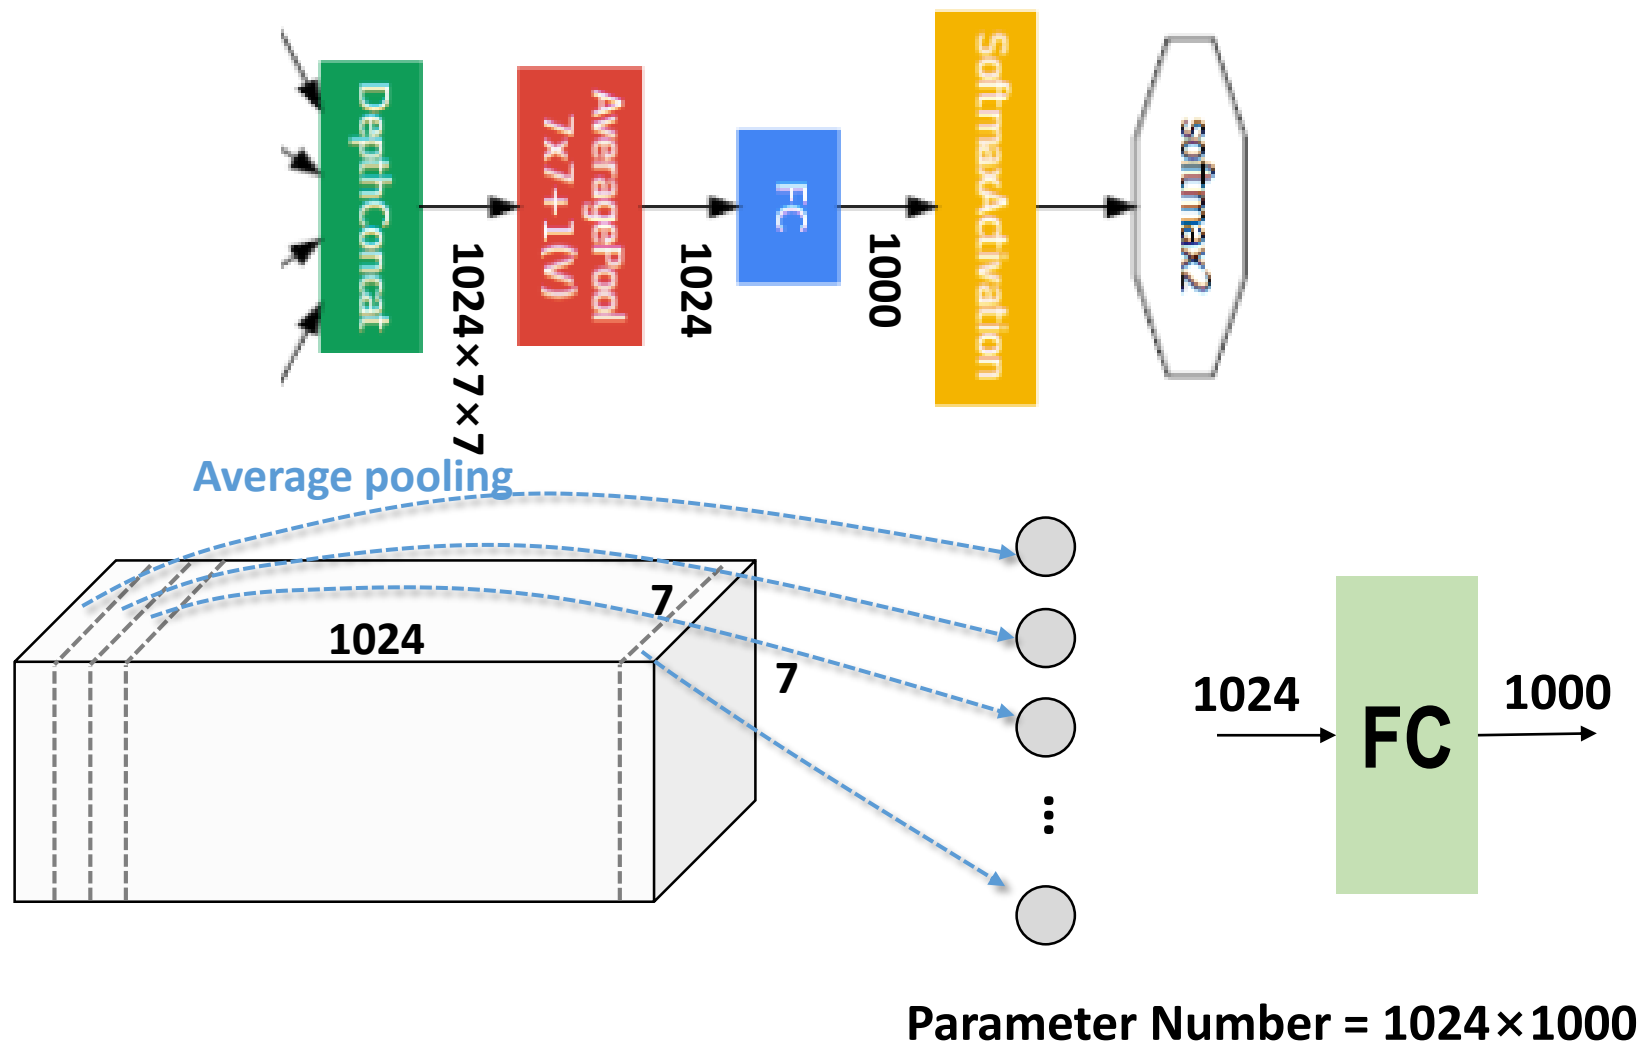 DepthConcat
1024×7×7
AveragePool
7x7+1(V)
1024
FC
1000
SoftmaxActivation
softmax2
Average pooling
7
1024
7
...
1024
FC
1000
Parameter Number = 1024×1000